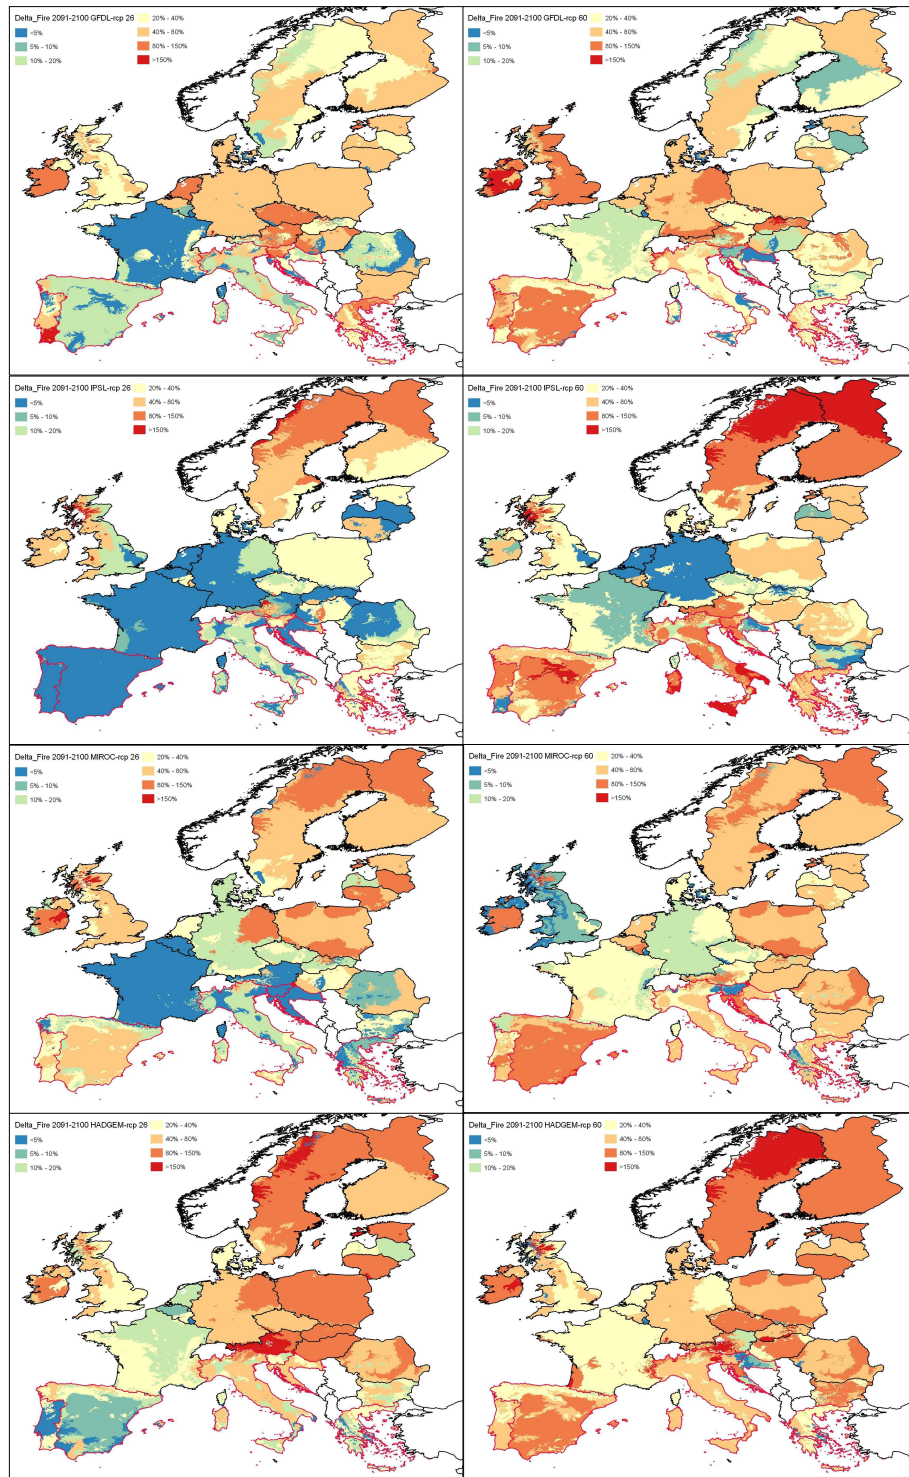 Delta_Fire 2091-2100 GFDL-rcp 26
<5%
5% - 10%
10% - 20%
20% - 40%
40% - 80%
80% - 150%
>150%
Delta_Fire 2091-2100 GFDL-rcp 60
<5%
5% - 10%
10% - 20%
20% - 40%
40% - 80%
80% - 150%
>150%
Delta_Fire 2091-2100 IPSL-rcp 26
<5%
5% - 10%
10% - 20%
20% - 40%
40% - 80%
80% - 150%
>150%
Delta_Fire 2091-2100 IPSL-rcp 60
<5%
5% - 10%
10% - 20%
20% - 40%
40% - 80%
80% - 150%
>150%
Delta_Fire 2091-2100 MIROC-rcp 26
<5%
5% - 10%
10% - 20%
20% - 40%
40% - 80%
80% - 150%
>150%
Delta_Fire 2091-2100 MIROC-rcp 60
<5%
5% - 10%
10% - 20%
20% - 40%
40% - 80%
80% - 150%
>150%
Delta_Fire 2091-2100 HADGEM-rcp 26
<5%
5% - 10%
10% - 20%
20% - 40%
40% - 80%
80% - 150%
>150%
Delta_Fire 2091-2100 HADGEM-rcp 60
<5%
5% - 10%
10% - 20%
20% - 40%
40% - 80%
80% - 150%
>150%